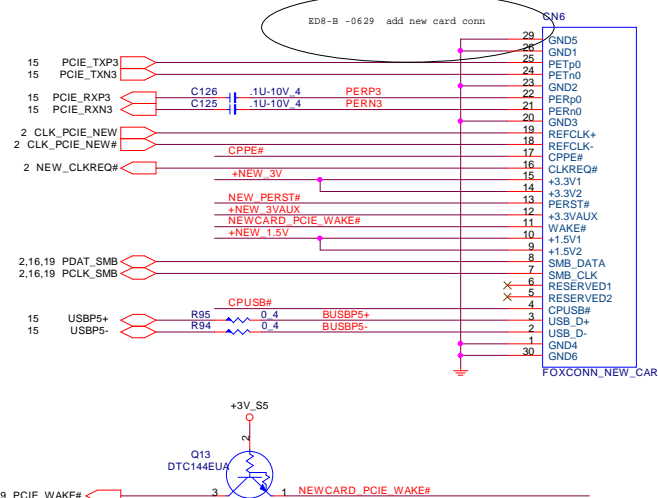 ED8-B -0629 add new card conn
CN6
29 GND5
26 GND1
15 PCIE_TXP3 25 PETp0
15 PCIE_TXN3 24 PETn0
23 GND2
15 PCIE_RXP3 C126 .1U-10V_4 PERP3 22 PERp0
15 PCIE_RXN3 C125 .1U-10V_4 PERN3 21 PERn0
20 GND3
2 CLK_PCIE_NEW 19 REFCLK+
2 CLK_PCIE_NEW# 18 REFCLK-
CPPE# 17 CPPE#
2 NEW_CLKREQ# 16 CLKREQ#
+NEW_3V 15 +3.3V1
14 +3.3V2
NEW_PERST# 13 PERST#
+NEW_3VAUX 12 +3.3VAUX
NEWCARD_PCIE_WAKE# 11 WAKE#
+NEW_1.5V 10 +1.5V1
9 +1.5V2
2,16,19 PDAT_SMB 8 SMB_DATA
2,16,19 PCLK_SMB 7 SMB_CLK
6 RESERVED1
5 RESERVED2
CPUSB# 4 CPUSB#
15 USBP5+ R95 0_4 BUSBP5+ 3 USB_D+
15 USBP5- R94 0_4 BUSBP5- 2 USB_D-
1 GND4
30 GND6
FOXCONN_NEW_CAR
+3V_S5
2
Q13
DTC144EUA
9 PCIE_WAKE# 3 1 NEWCARD_PCIE_WAKE#